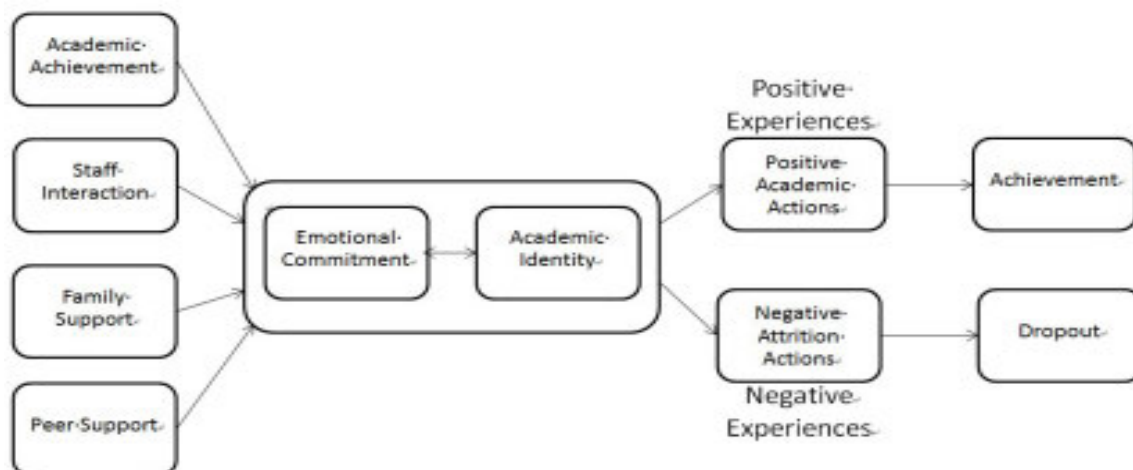 Academic
Achievement
Staff
Interaction
Family
Support
Peer Support
Emotional
Commitment
Academic
Identity
Positive
Experiences
Positive
Academic
Actions
Negative
Attrition
Actions
Negative
Experiences
Achievement
Dropout